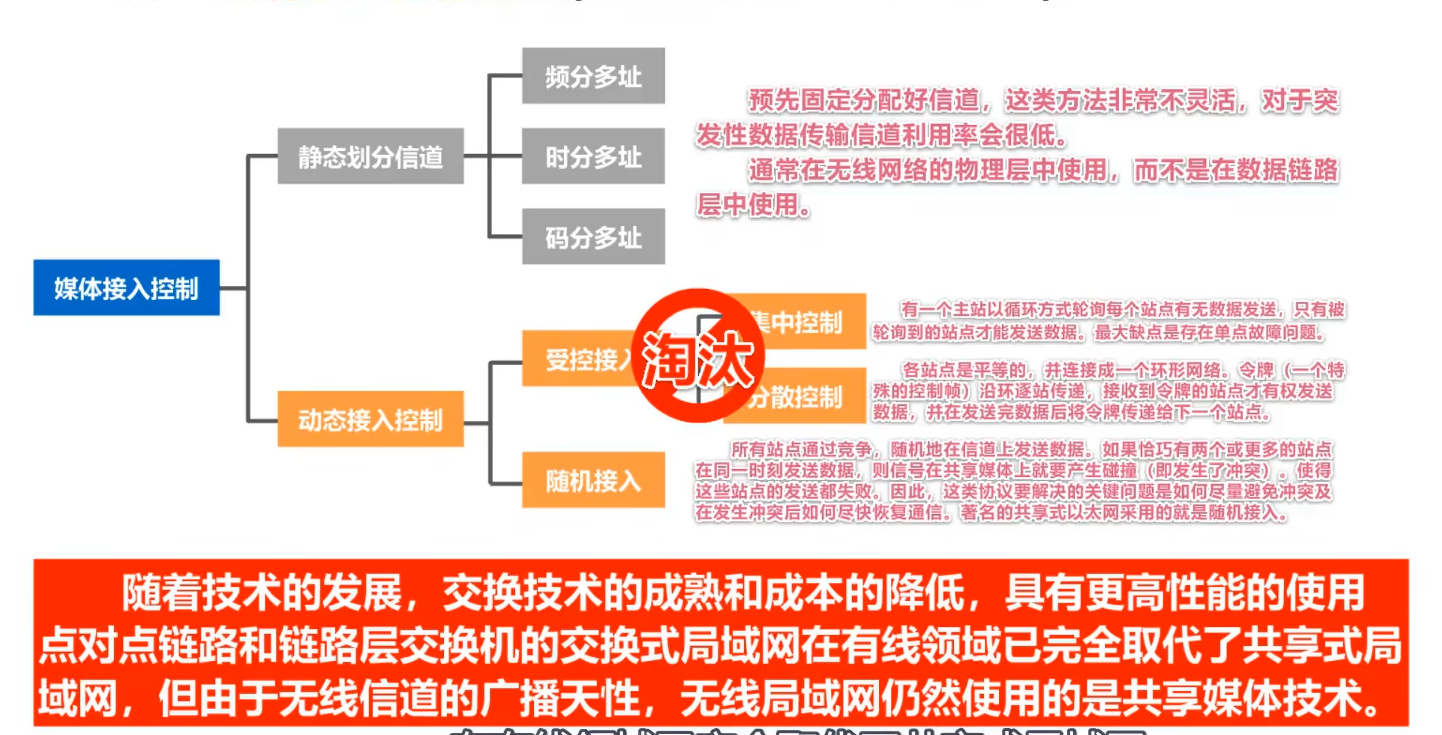 频分多址
静态划分信道
时分多址
码分多址
预先固定分配好信道，这类方法非常不灵活，对于突
发性数据传输信道利用率会很低。
通常在无线网络的物理层中使用，而不是在数据链路
层中使用。
媒体接入控制
受控接入
淘汰
集中控制
有一个主站以循环方式轮询每个站点有无数据发送，只有被
轮询到的站点才能发送数据。最大缺点是存在单点故障问题。
分散控制
各站点是平等的，并连接成一个环形网络。令牌（一个特
殊的控制帧）沿环逐站传递，接收到令牌的站点才有权发送
数据，并在发送完数据后将令牌传递给下一个站点。
动态接入控制
随机接入
所有站点通过竞争，随机地在信道上发送数据。如果恰巧有两个或更多的站点
在同一时刻发送数据，则信号在共享媒体上就要产生碰撞（即发生了冲突）。使得
这些站点的发送都失败。因此，这类协议要解决的关键问题是如何尽量避免冲突及
在发生冲突后如何尽快恢复通信。著名的共享式以太网采用的就是随机接入。
随着技术的发展，交换技术的成熟和成本的降低，具有更高性能的使用
点对点链路和链路层交换机的交换式局域网在有线领域已完全取代了共享式局
域网，但由于无线信道的广播天性，无线局域网仍然使用的是共享媒体技术。